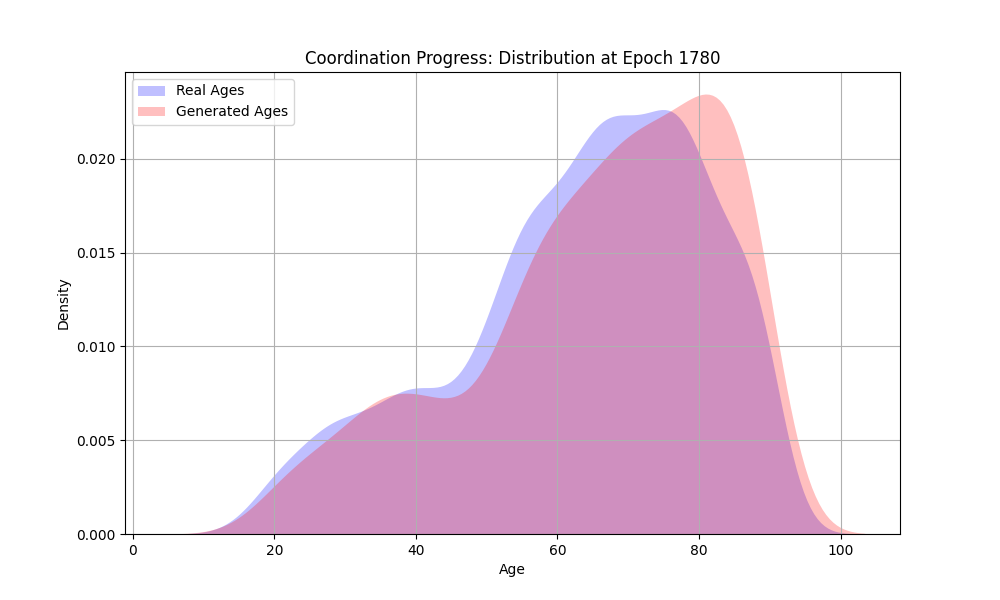 Coordination Progress: Distribution at Epoch 1780
Real Ages
Generated Ages
0.020
0.015
0.010
0.005
0.000
Density
0 20 40 60 80 100
Age